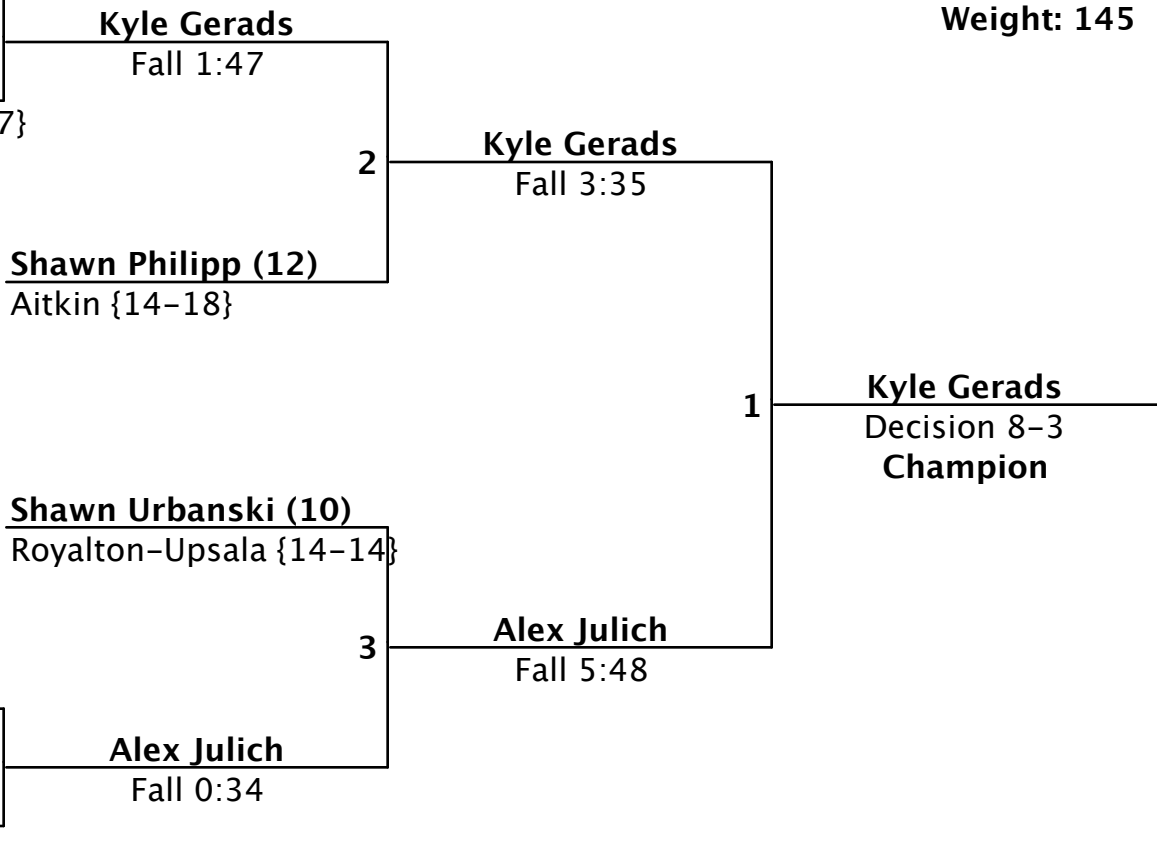 Kyle Gerads
Weight: 145
Fall 1:47
7}
Kyle Gerads
2
Fall 3:35
Shawn Philipp (12)
Aitkin {14-18}
Kyle Gerads
1
Decision 8-3
Champion
Shawn Urbanski (10)
Royalton-Upsala {14-14}
Alex Julich
3
Fall 5:48
Alex Julich
Fall 0:34